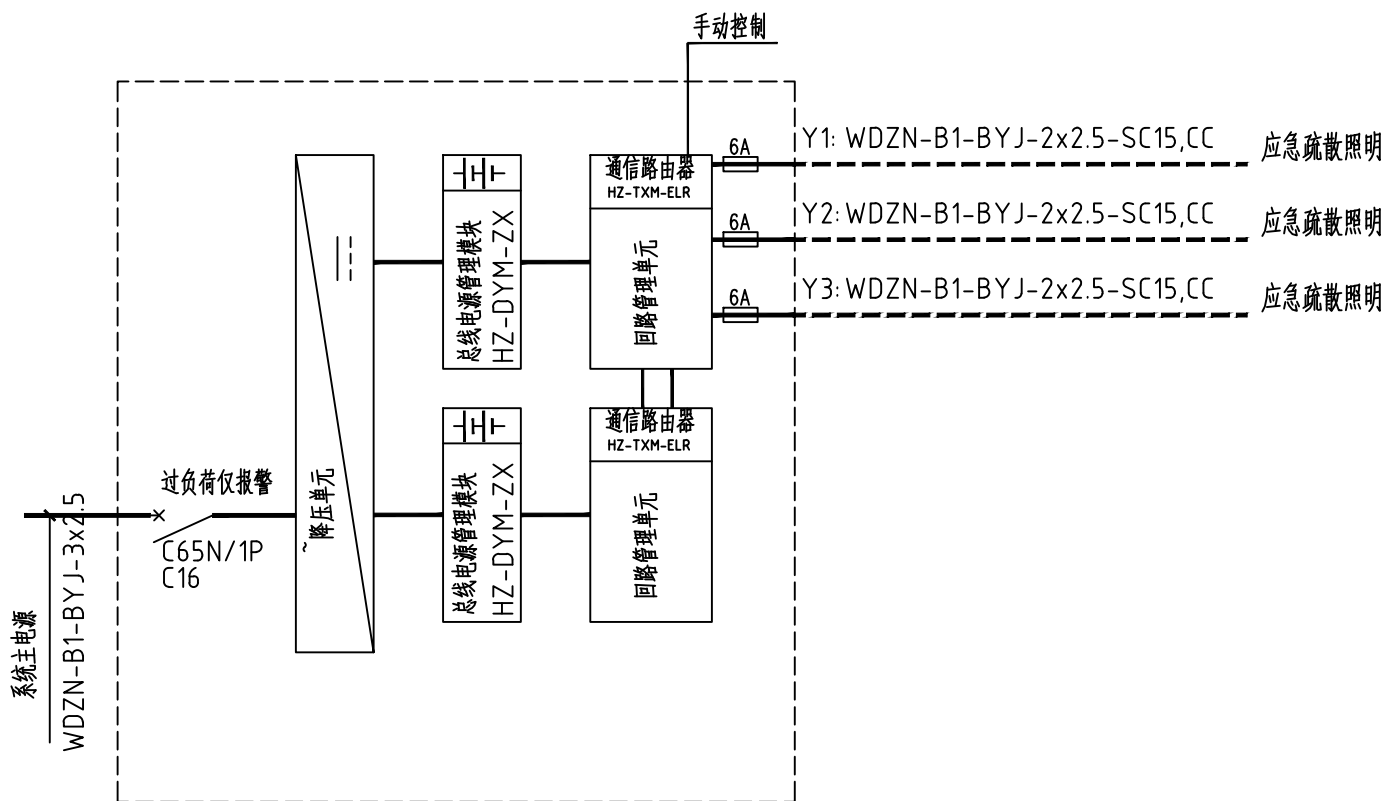 手动控制
6A
Y1: WDZN-B1-BYJ-2x2.5-SC15,CC
应急疏散照明
通信路由器
HZ-TXM-ELR
6A
Y2: WDZN-B1-BYJ-2x2.5-SC15,CC
应急疏散照明
总线电源管理模块
HZ-DYM-ZX
回路管理单元
6A
Y3: WDZN-B1-BYJ-2x2.5-SC15,CC
应急疏散照明
通信路由器
HZ-TXM-ELR
过负荷仅报警
C65N/1P
C16
~
降压单元
总线电源管理模块
HZ-DYM-ZX
回路管理单元
系统主电源
WDZN-B1-BYJ-3x2.5